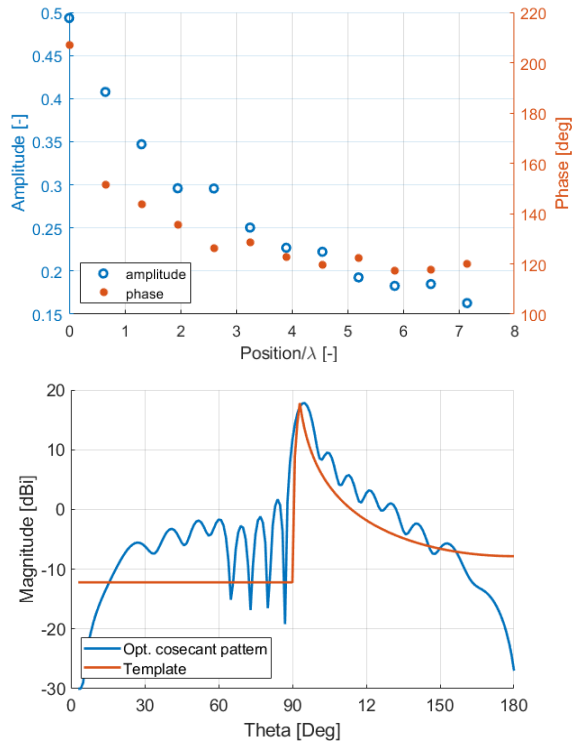 0.5
0.45
0.4
0.35
0.3
0.25
0.2
0.15
Amplitude [-]
220
200
180
160
140
120
100
Phase [deg]
amplitude
phase
0 1 2 3 4 5 6 7 8
Position/λ [-]
20
10
0
-10
-20
-30
Magnitude [dBi]
Opt. cosecant pattern
Template
0 30 60 90 120 150 180
Theta [Deg]